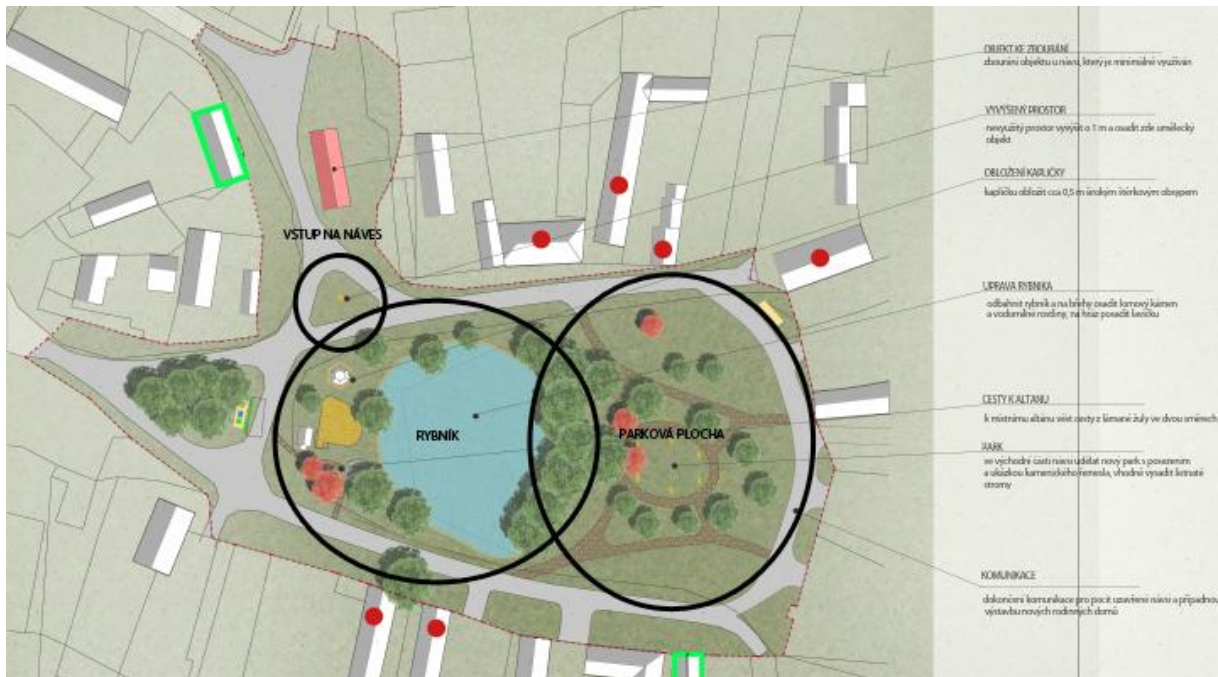 VSTUP NA NÁVES
RYBNÍK
PARKOVÁ PLOCHA
OBJEKT KE ZBOURÁNÍ
zbourání objektu u návsi, který je minimálně využíván
VYVÝŠENÝ PROSTOR
nevyužitý prostor vyvýšit o 1 m a osadit zde umělecký
objekt
OBLOŽENÍ KAPLIČKY
kapličku obložit cca 0,5 m širokým štěrkovým obsypem
UPRAVA RYBNÍKA
odbahnit rybník a na břehy osadit lomový kámen
a vodomilné rostliny, na hráz posadit lavičku
CESTY K ALTANU
k místnímu altánu vést cesty z lámané žuly ve dvou směrech
PARK
ve východní části návsi udělat nový park s posezením
a ukázkou kamenického řemesla, vhodně vysadit listnaté
stromy
KOMUNIKACE
dokončení komunikace pro pocit uzavřené návsi a případnou
výstavbu nových rodinných domů